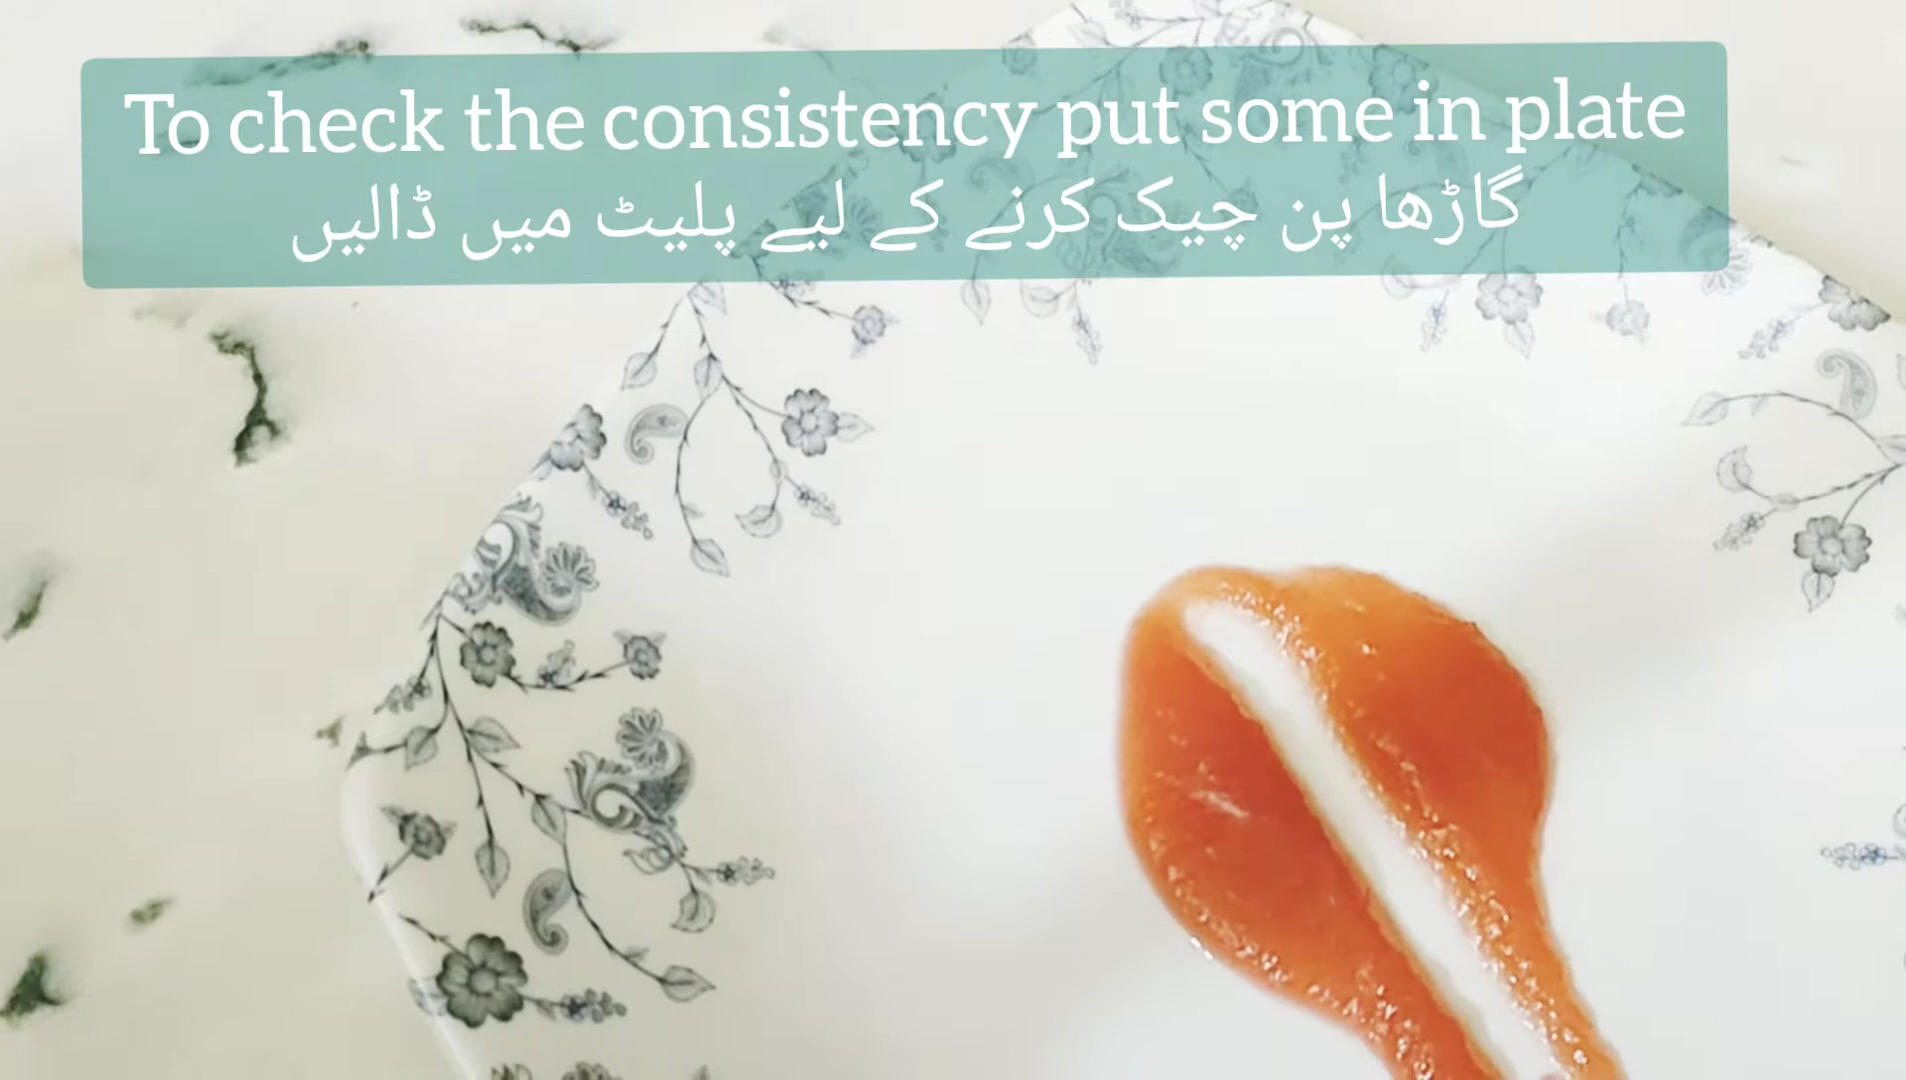 To check the consistency put some in plate
گاڑھا پن چیک کرنے کے لیے پلیٹ میں ڈالیں